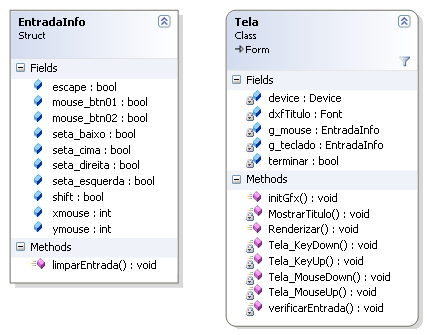 EntradaInfo
Struct
Fields
escape : bool
mouse_btn01 : bool
mouse_btn02 : bool
seta_baixo : bool
seta_cima : bool
seta_direita : bool
seta_esquerda : bool
shift : bool
xmouse : int
ymouse : int
Methods
limparEntrada() : void
Tela
Class
Form
Fields
device : Device
dxfTitulo : Font
g_mouse : EntradaInfo
g_teclado : EntradaInfo
terminar : bool
Methods
initGfx() : void
MostrarTitulo() : void
Renderizar() : void
Tela_KeyDown() : void
Tela_KeyUp() : void
Tela_MouseDown() : void
Tela_MouseUp() : void
verificarEntrada() : void